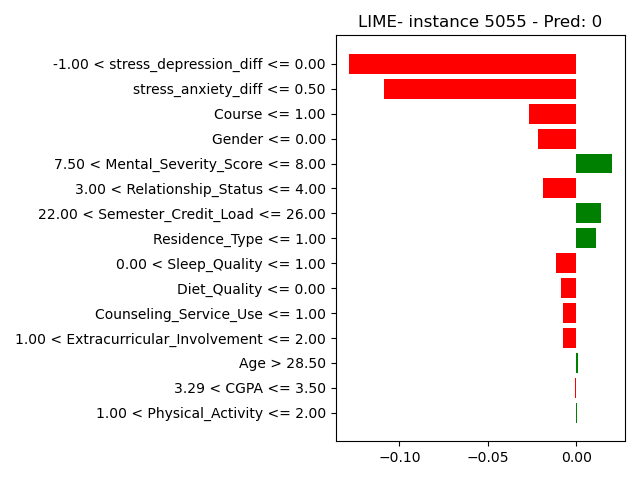 LIME- instance 5055 - Pred: 0
-1.00 < stress_depression_diff <= 0.00
stress_anxiety_diff <= 0.50
Course <= 1.00
Gender <= 0.00
7.50 < Mental_Severity_Score <= 8.00
3.00 < Relationship_Status <= 4.00
22.00 < Semester_Credit_Load <= 26.00
Residence_Type <= 1.00
0.00 < Sleep_Quality <= 1.00
Diet_Quality <= 0.00
Counseling_Service_Use <= 1.00
1.00 < Extracurricular_Involvement <= 2.00
Age > 28.50
3.29 < CGPA <= 3.50
1.00 < Physical_Activity <= 2.00
−0.10 −0.05 0.00